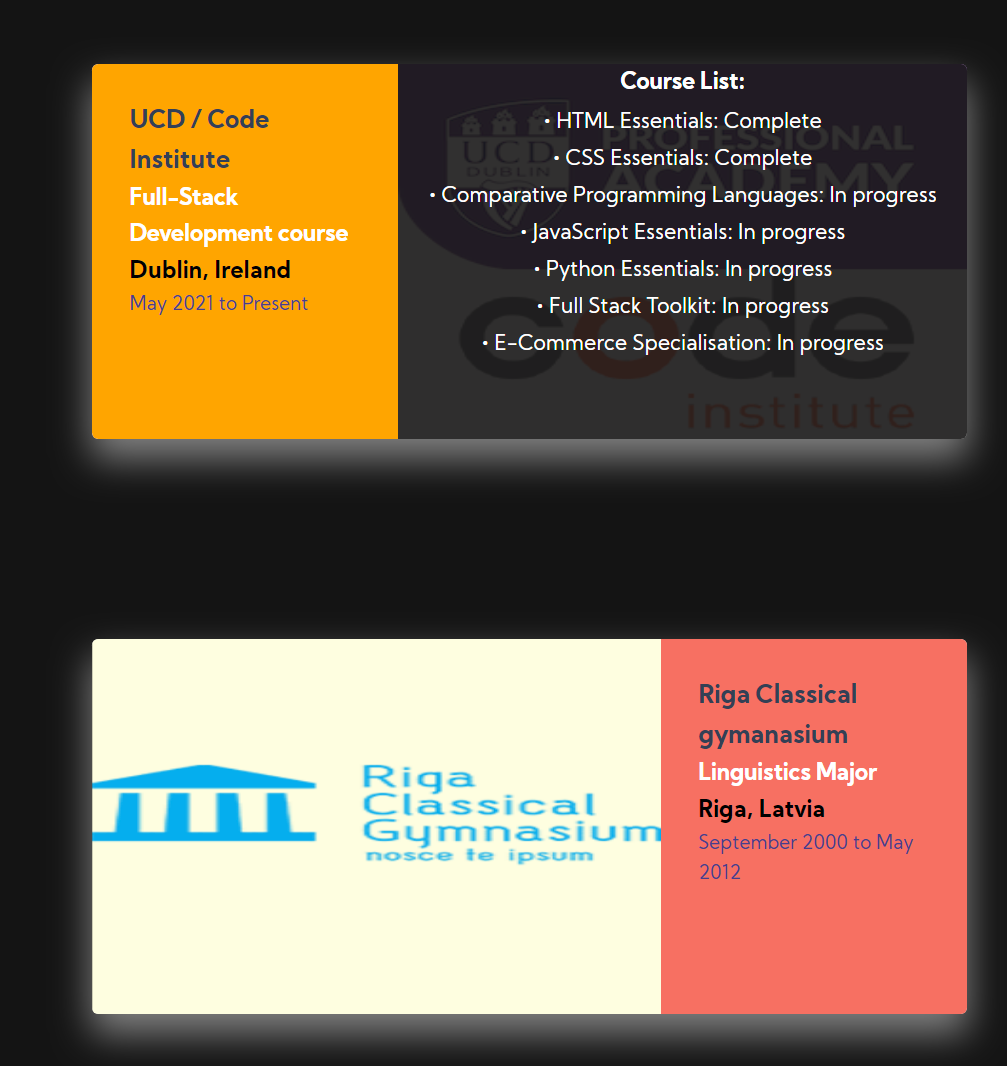 UCD / Code
Institute
Full-Stack
Development course
Dublin, Ireland
May 2021 to Present
Course List:
• HTML Essentials: Complete
• CSS Essentials: Complete
• Comparative Programming Languages: In progress
• JavaScript Essentials: In progress
• Python Essentials: In progress
• Full Stack Toolkit: In progress
• E-Commerce Specialisation: In progress
UCD
DUBLIN
PROFESSIONAL
ACADEMY
code
institute
Riga
Classical
Gymnasium
nosce te ipsum
Riga Classical
gymanasium
Linguistics Major
Riga, Latvia
September 2000 to May
2012